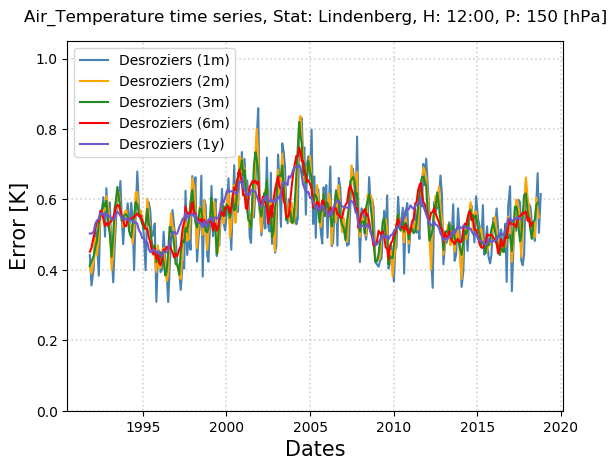 Air_Temperature time series, Stat: Lindenberg, H: 12:00, P: 150 [hPa]
Desroziers (1m)
Desroziers (2m)
Desroziers (3m)
Desroziers (6m)
Desroziers (1y)
Error [K]
1.0
0.8
0.6
0.4
0.2
0.0
1995 2000 2005 2010 2015 2020
Dates